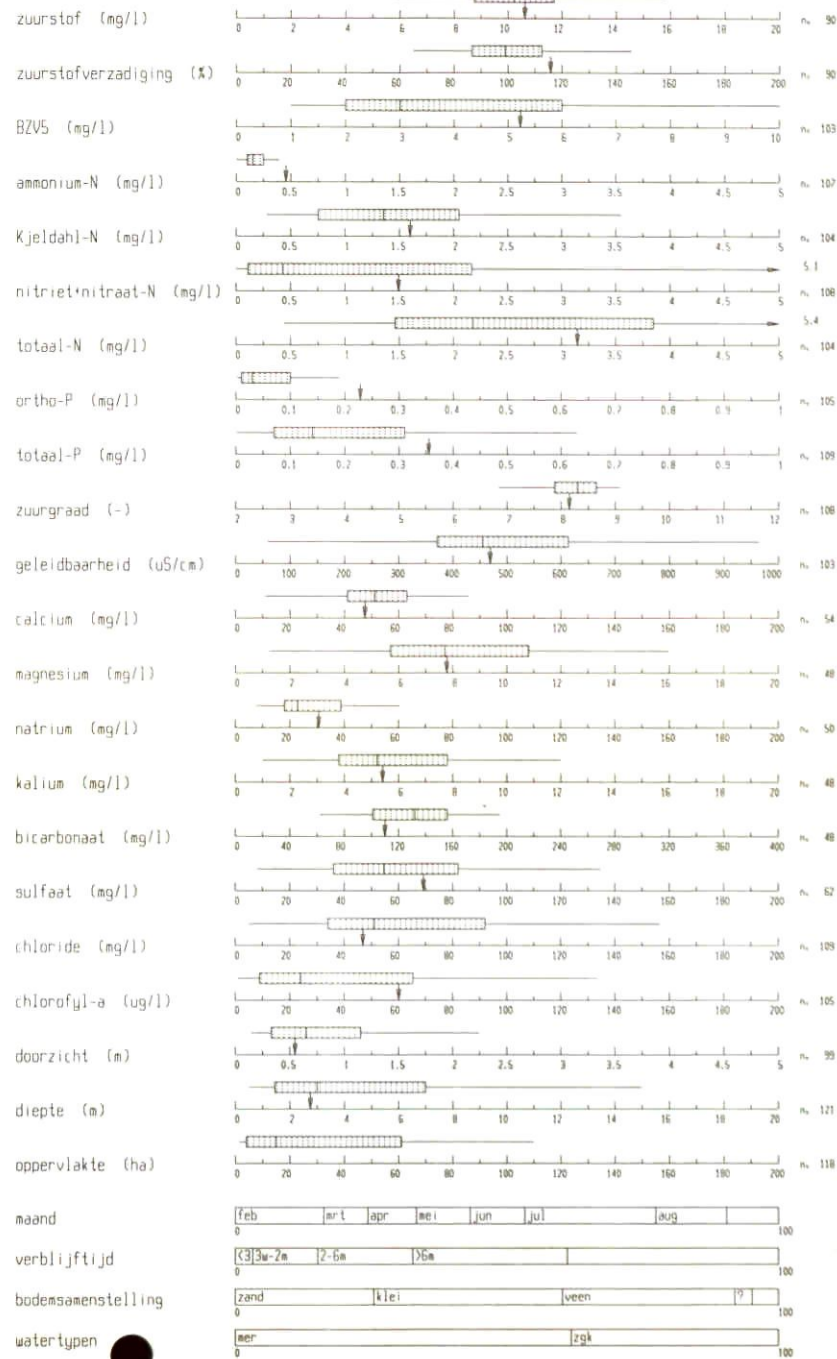 zuurstof (mg/l) 0 2 4 6 8 10 12 14 16 18 20 n. 90
zuurstofverzadiging (%) 0 20 40 60 80 100 120 140 160 180 200 n. 90
BZV5 (mg/l) 0 1 2 3 4 5 6 7 8 9 10 n. 103
ammonium-N (mg/l) 0 0.5 1 1.5 2 2.5 3 3.5 4 4.5 5 n. 107
Kjeldahl-N (mg/l) 0 0.5 1 1.5 2 2.5 3 3.5 4 4.5 5 n. 104
5.1
nitriet+nitraat-N (mg/l) 0 0.5 1 1.5 2 2.5 3 3.5 4 4.5 5 n. 108
5.4
totaal-N (mg/l) 0 0.5 1 1.5 2 2.5 3 3.5 4 4.5 5 n. 104
ortho-P (mg/l) 0 0.1 0.2 0.3 0.4 0.5 0.6 0.7 0.8 0.9 1 n. 105
totaal-P (mg/l) 0 0.1 0.2 0.3 0.4 0.5 0.6 0.7 0.8 0.9 1 n. 109
zuurgraad (-) 2 3 4 5 6 7 8 9 10 11 12 n. 108
geleidbaarheid (uS/cm) 0 100 200 300 400 500 600 700 800 900 1000 n. 103
calcium (mg/l) 0 20 40 60 80 100 120 140 160 180 200 n. 54
magnesium (mg/l) 0 2 4 6 8 10 12 14 16 18 20 n. 48
natrium (mg/l) 0 20 40 60 80 100 120 140 160 180 200 n. 50
kalium (mg/l) 0 2 4 6 8 10 12 14 16 18 20 n. 48
bicarbonaat (mg/l) 0 40 80 120 160 200 240 280 320 360 400 n. 48
sulfaat (mg/l) 0 20 40 60 80 100 120 140 160 180 200 n. 62
chloride (mg/l) 0 20 40 60 80 100 120 140 160 180 200 n. 109
chlorofyl-a (ug/l) 0 20 40 60 80 100 120 140 160 180 200 n. 105
doorzicht (m) 0 0.5 1 1.5 2 2.5 3 3.5 4 4.5 5 n. 99
diepte (m) 0 2 4 6 8 10 12 14 16 18 20 n. 121
oppervlakte (ha) 0 20 40 60 80 100 120 140 160 180 200 n. 118
maand feb mrt apr mei jun jul aug
0 100
verblijftijd <3 3w-2m 2-6m >6m
0 100
bodemsamenstelling zand klei veen ?
0 100
watertypen mer zgk
0 100